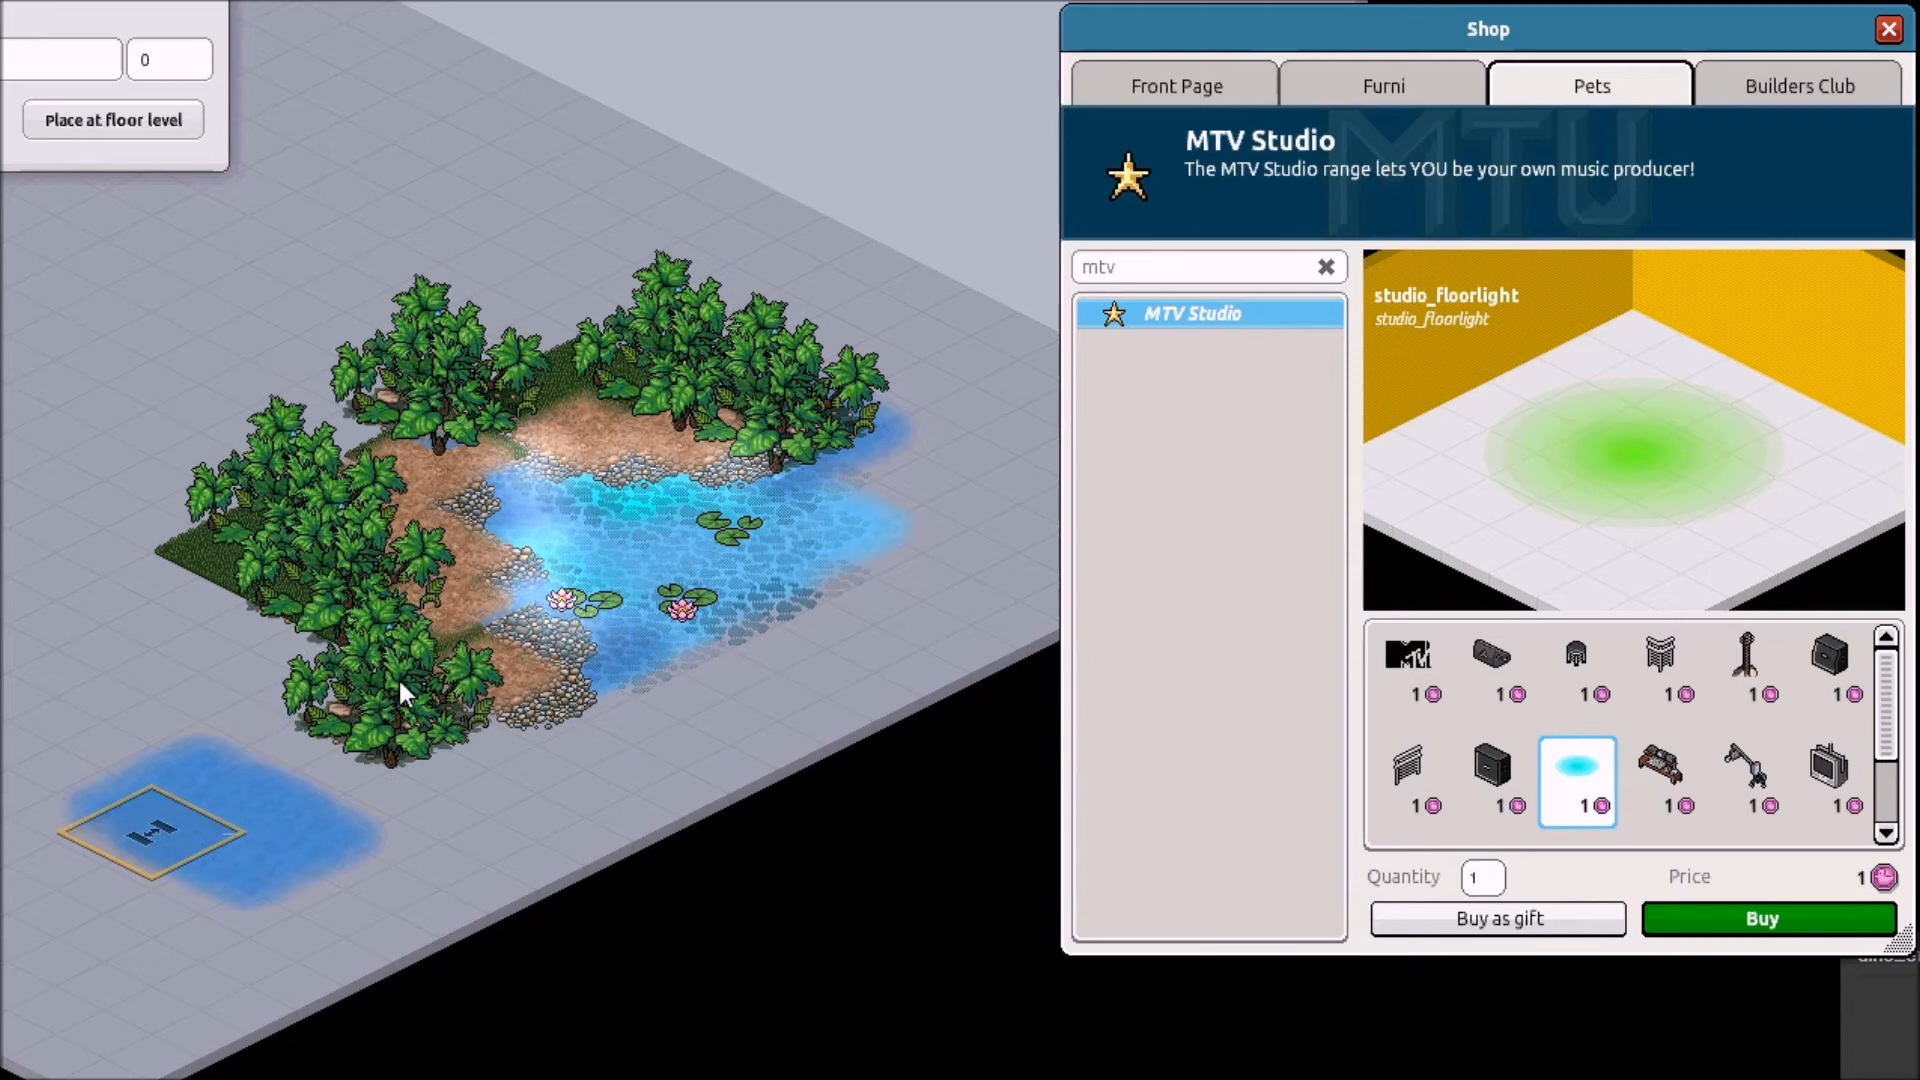 0
Place at floor level
Shop
Front Page
Furni
Pets
Builders Club
MTV Studio
The MTV Studio range lets YOU be your own music producer!
MTV
mtv
MTV Studio
studio_floorlight
studio_floorlight
MTV
1 1 1 1 1 1
1 1 1 1 1 1
Quantity 1 Price 1
Buy as gift
Buy